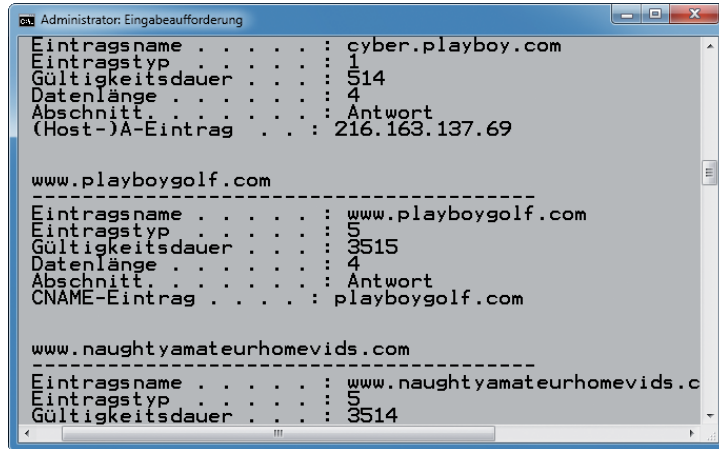 Administrator: Eingabeaufforderung
Eintragsname . . . . . : cyber.playboy.com
Eintragstyp . . . . . : 1
Gültigkeitsdauer . . . : 514
Datenlänge . . . . . . : 4
Abschnitt. . . . . . . : Antwort
(Host-)A-Eintrag . . : 216.163.137.69
www.playboygolf.com
----------------------------------------
Eintragsname . . . . . : www.playboygolf.com
Eintragstyp . . . . . : 5
Gültigkeitsdauer . . . : 3515
Datenlänge . . . . . . : 4
Abschnitt. . . . . . . : Antwort
CNAME-Eintrag . . . . : playboygolf.com
www.naughtyamateurhomevids.com
----------------------------------------
Eintragsname . . . . . : www.naughtyamateurhomevids.c
Eintragstyp . . . . . : 5
Gültigkeitsdauer . . . : 3514